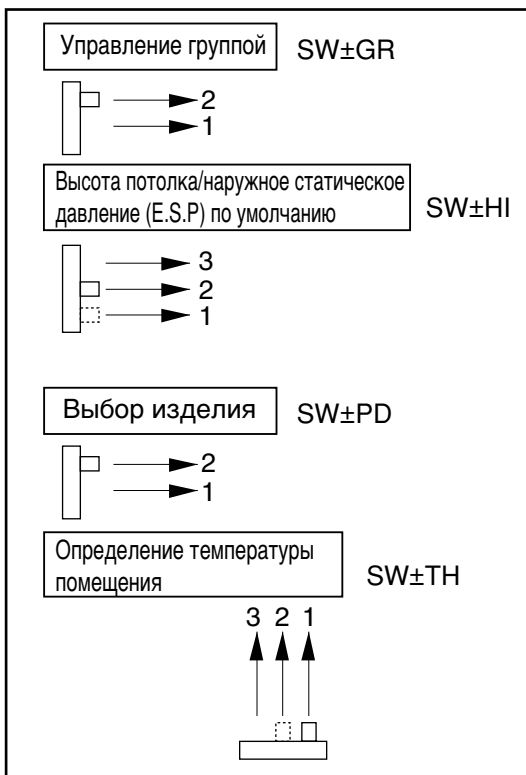 Управление группой SW±GR
2
1
Высота потолка/наружное статическое
давление (E.S.P) по умолчанию SW±HI
3
2
1
Выбор изделия SW±PD
2
1
Определение температуры
помещения SW±TH
3 2 1